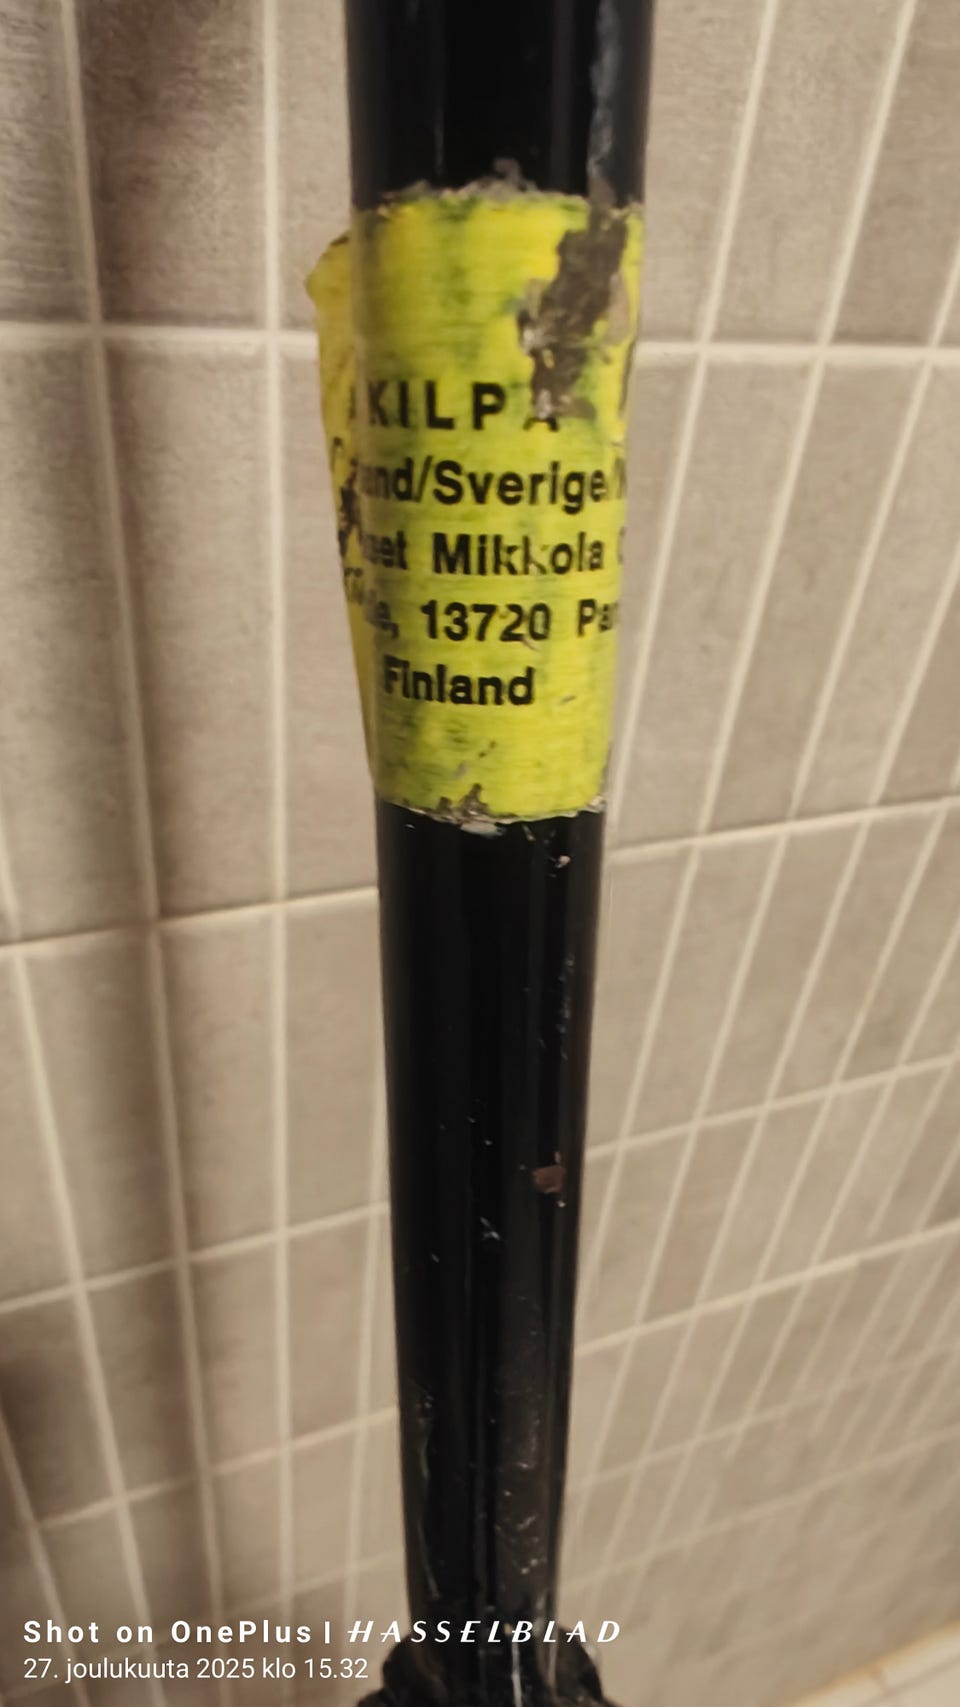 KILPA
and/Sverige/
Mikkola
13720
Finland
Shot on OnePlus | HASSELBLAD
27. joulukuuta 2025 klo 15.32